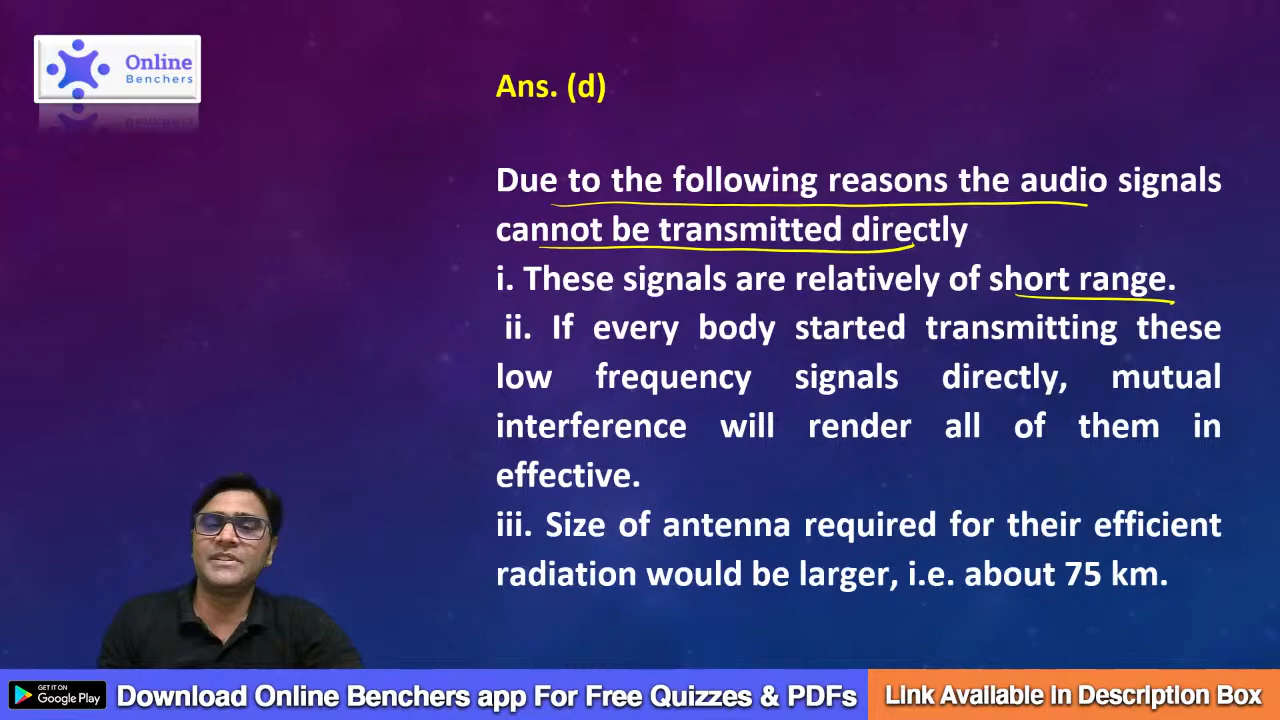 Online
Benchers
Ans. (d)
Due to the following reasons the audio signals
cannot be transmitted directly
i. These signals are relatively of short range.
ii. If every body started transmitting these
low frequency signals directly, mutual
interference will render all of them in
effective.
iii. Size of antenna required for their efficient
radiation would be larger, i.e. about 75 km.
GET IT ON
Google Play
Download Online Benchers app For Free Quizzes & PDFs
Link Available In Description Box